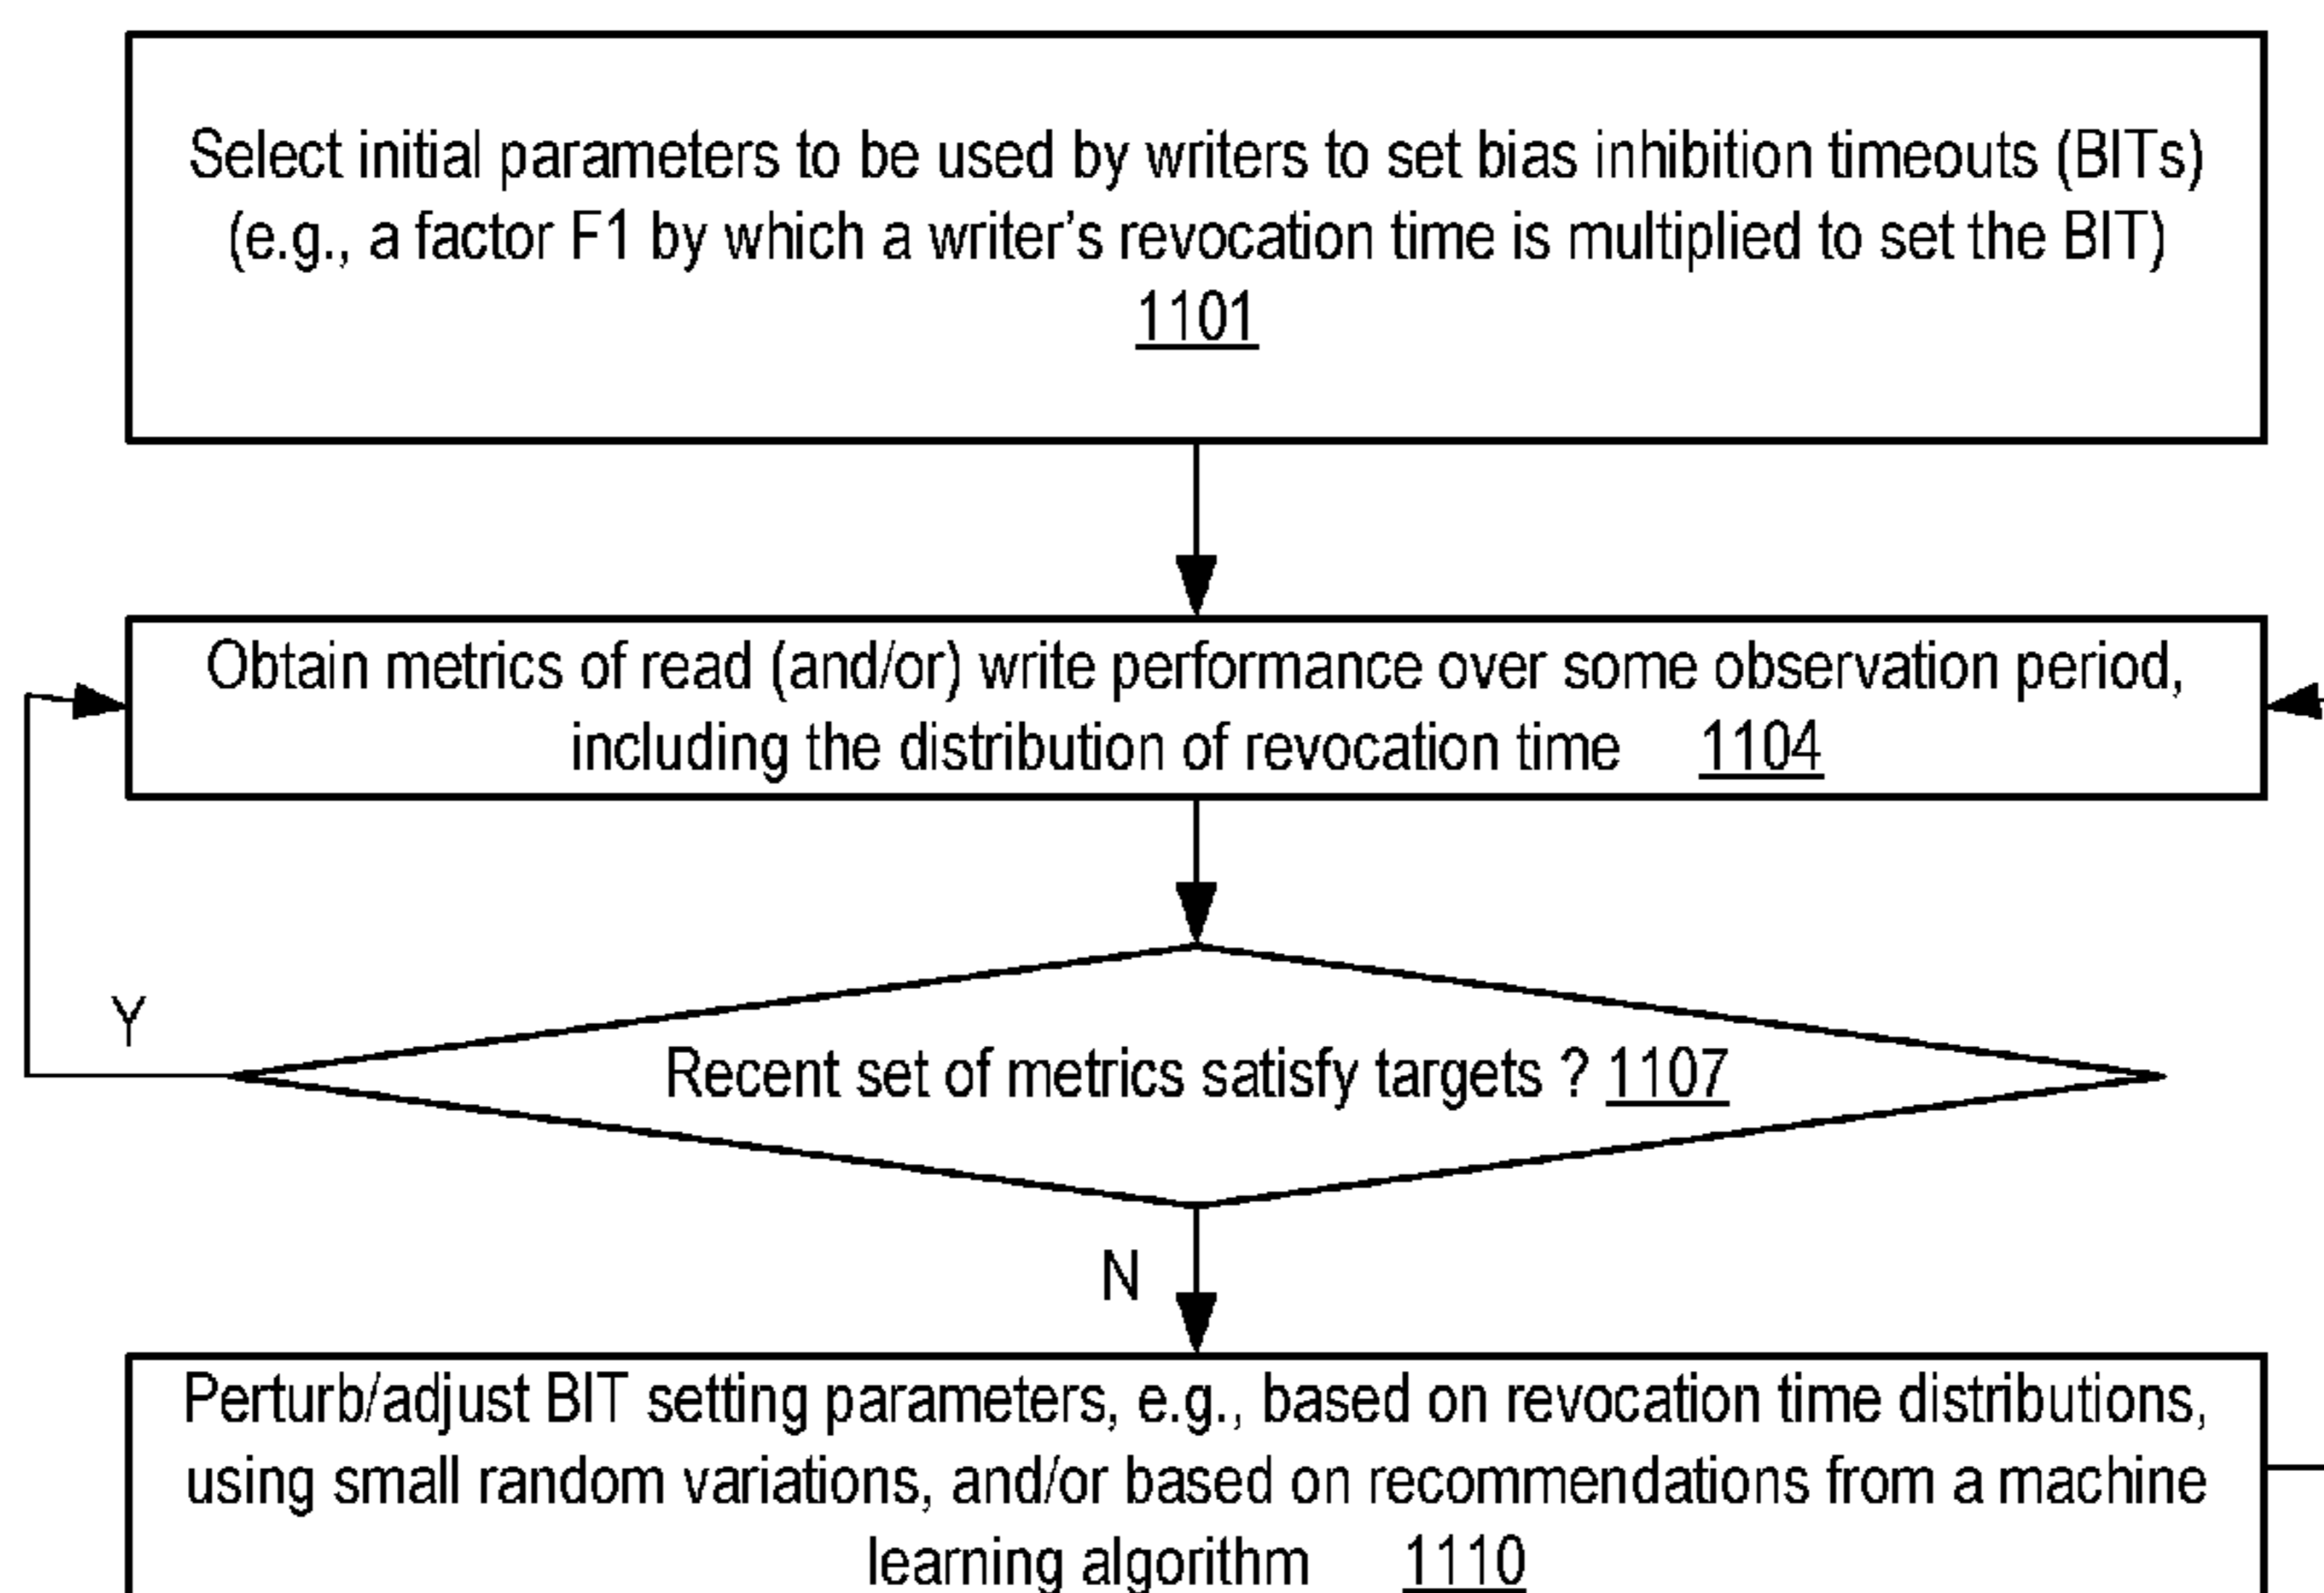 Select initial parameters to be used by writers to set bias inhibition timeouts (BITs)
(e.g., a factor F1 by which a writer's revocation time is multiplied to set the BIT)
1101
Obtain metrics of read (and/or) write performance over some observation period,
including the distribution of revocation time 1104
Y
Recent set of metrics satisfy targets ? 1107
N
Perturb/adjust BIT setting parameters, e.g., based on revocation time distributions,
using small random variations, and/or based on recommendations from a machine
learning algorithm 1110